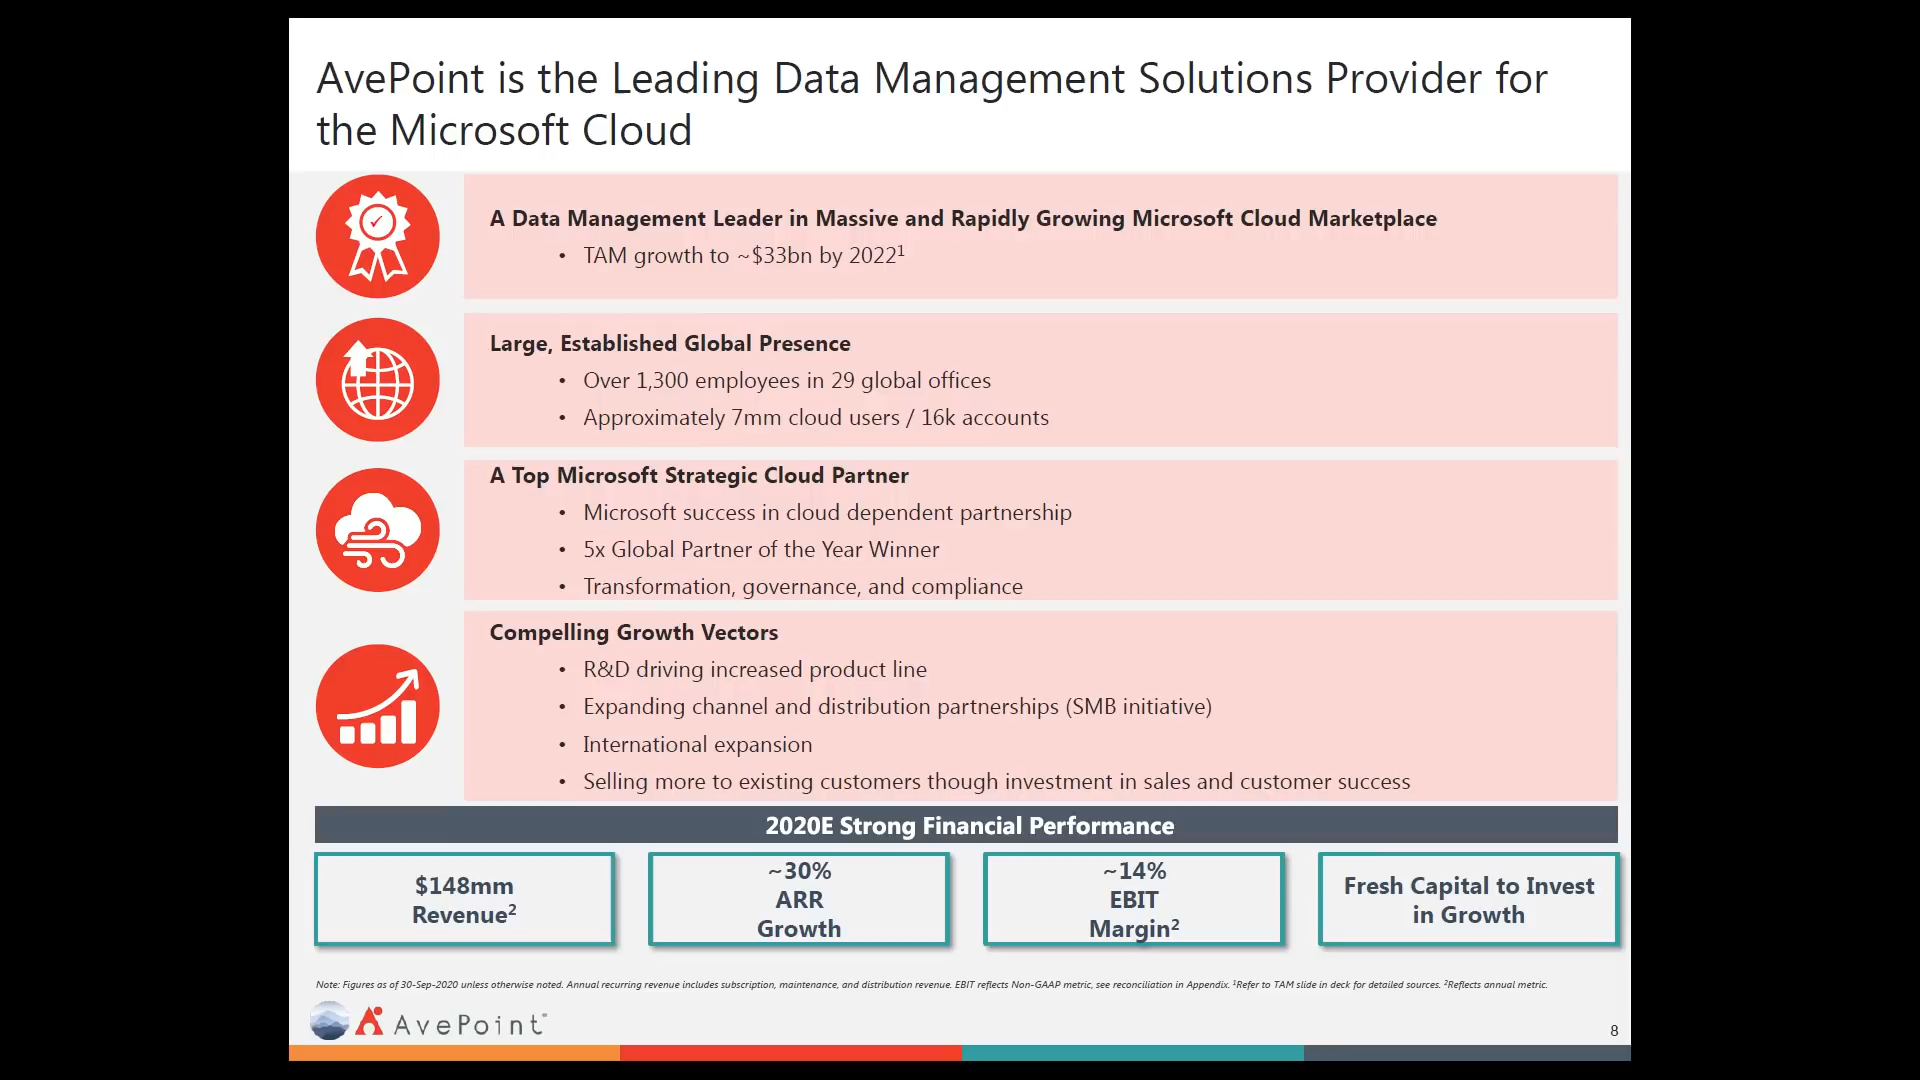 AvePoint is the Leading Data Management Solutions Provider for
the Microsoft Cloud
A Data Management Leader in Massive and Rapidly Growing Microsoft Cloud Marketplace
• TAM growth to ~$33bn by 2022¹
Large, Established Global Presence
• Over 1,300 employees in 29 global offices
• Approximately 7mm cloud users / 16k accounts
A Top Microsoft Strategic Cloud Partner
• Microsoft success in cloud dependent partnership
• 5x Global Partner of the Year Winner
• Transformation, governance, and compliance
Compelling Growth Vectors
• R&D driving increased product line
• Expanding channel and distribution partnerships (SMB initiative)
• International expansion
• Selling more to existing customers though investment in sales and customer success
2020E Strong Financial Performance
$148mm
Revenue²
~30%
ARR
Growth
~14%
EBIT
Margin²
Fresh Capital to Invest
in Growth
Note: Figures as of 30-Sep-2020 unless otherwise noted. Annual recurring revenue includes subscription, maintenance, and distribution revenue. EBIT reflects Non-GAAP metric, see reconciliation in Appendix. ¹Refer to TAM slide in deck for detailed sources. ²Reflects annual metric.
AvePoint®
8